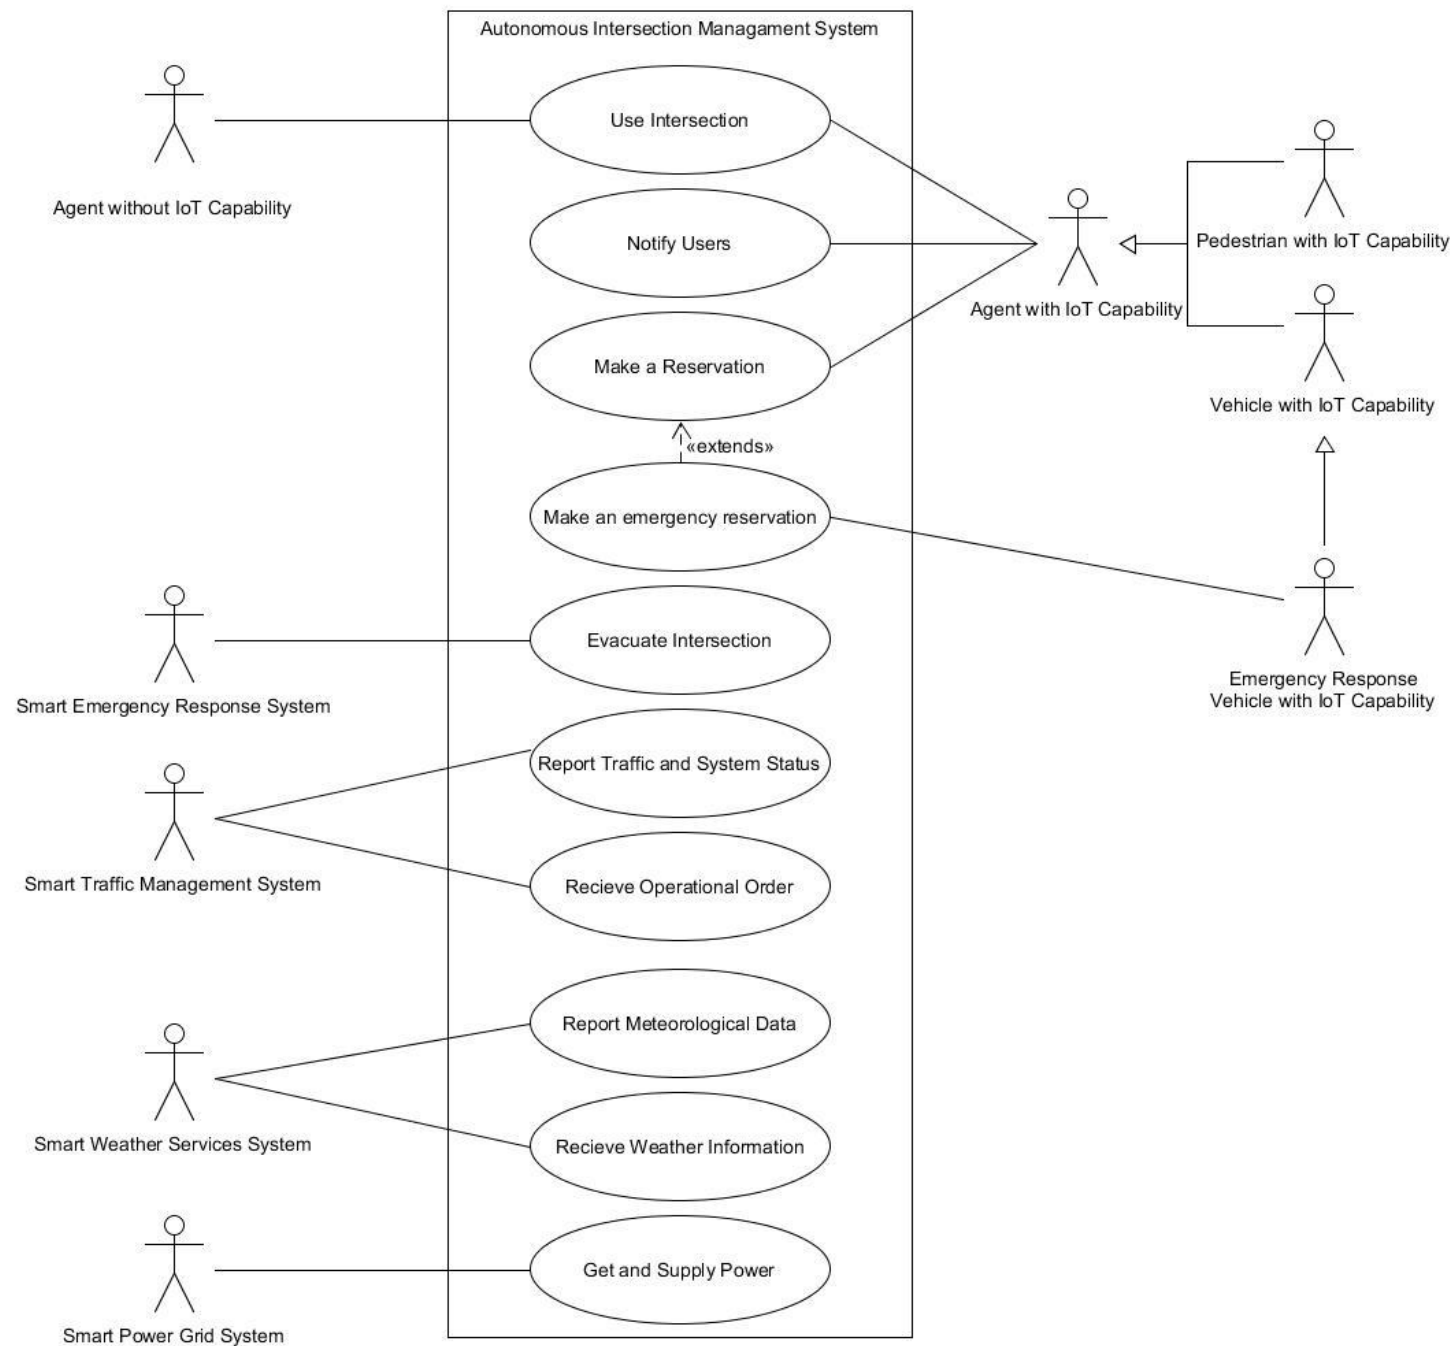 Autonomous Intersection Managament System
Use Intersection
Agent without IoT Capability
Notify Users
Pedestrian with IoT Capability
Agent with IoT Capability
Make a Reservation
Vehicle with IoT Capability
«extends»
Make an emergency reservation
Evacuate Intersection
Emergency Response
Vehicle with IoT Capability
Smart Emergency Response System
Report Traffic and System Status
Smart Traffic Management System
Recieve Operational Order
Report Meteorological Data
Smart Weather Services System
Recieve Weather Information
Get and Supply Power
Smart Power Grid System